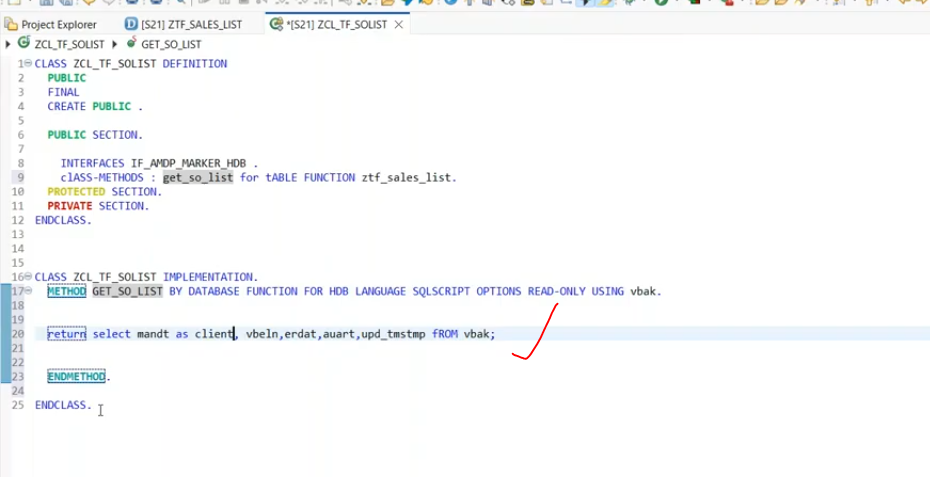 Project Explorer [S21] ZTF_SALES_LIST *[S21] ZCL_TF_SOLIST
ZCL_TF_SOLIST GET_SO_LIST
1 CLASS ZCL_TF_SOLIST DEFINITION
2 PUBLIC
3 FINAL
4 CREATE PUBLIC .
5
6 PUBLIC SECTION.
7
8 INTERFACES IF_AMDP_MARKER_HDB .
9 clASS-METHODS : get_so_list for tABLE FUNCTION ztf_sales_list.
10 PROTECTED SECTION.
11 PRIVATE SECTION.
12 ENDCLASS.
13
14
15
16 CLASS ZCL_TF_SOLIST IMPLEMENTATION.
17 METHOD GET_SO_LIST BY DATABASE FUNCTION FOR HDB LANGUAGE SQLSCRIPT OPTIONS READ-ONLY USING vbak.
18
19
20 return select mandt as client, vbeln,erdat,auart,upd_tmstmp fROM vbak;
21
22
23 ENDMETHOD.
24
25 ENDCLASS.